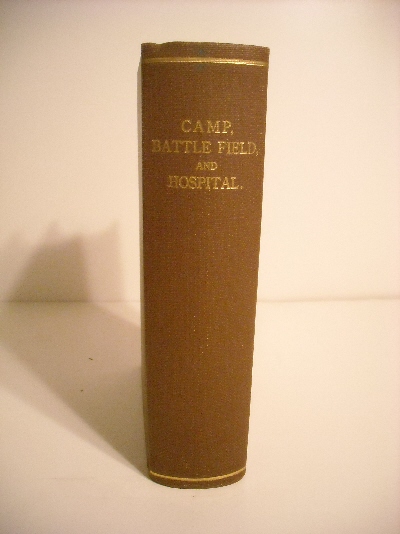 CAMP,
BATTLE FIELD,
AND
HOSPITAL.